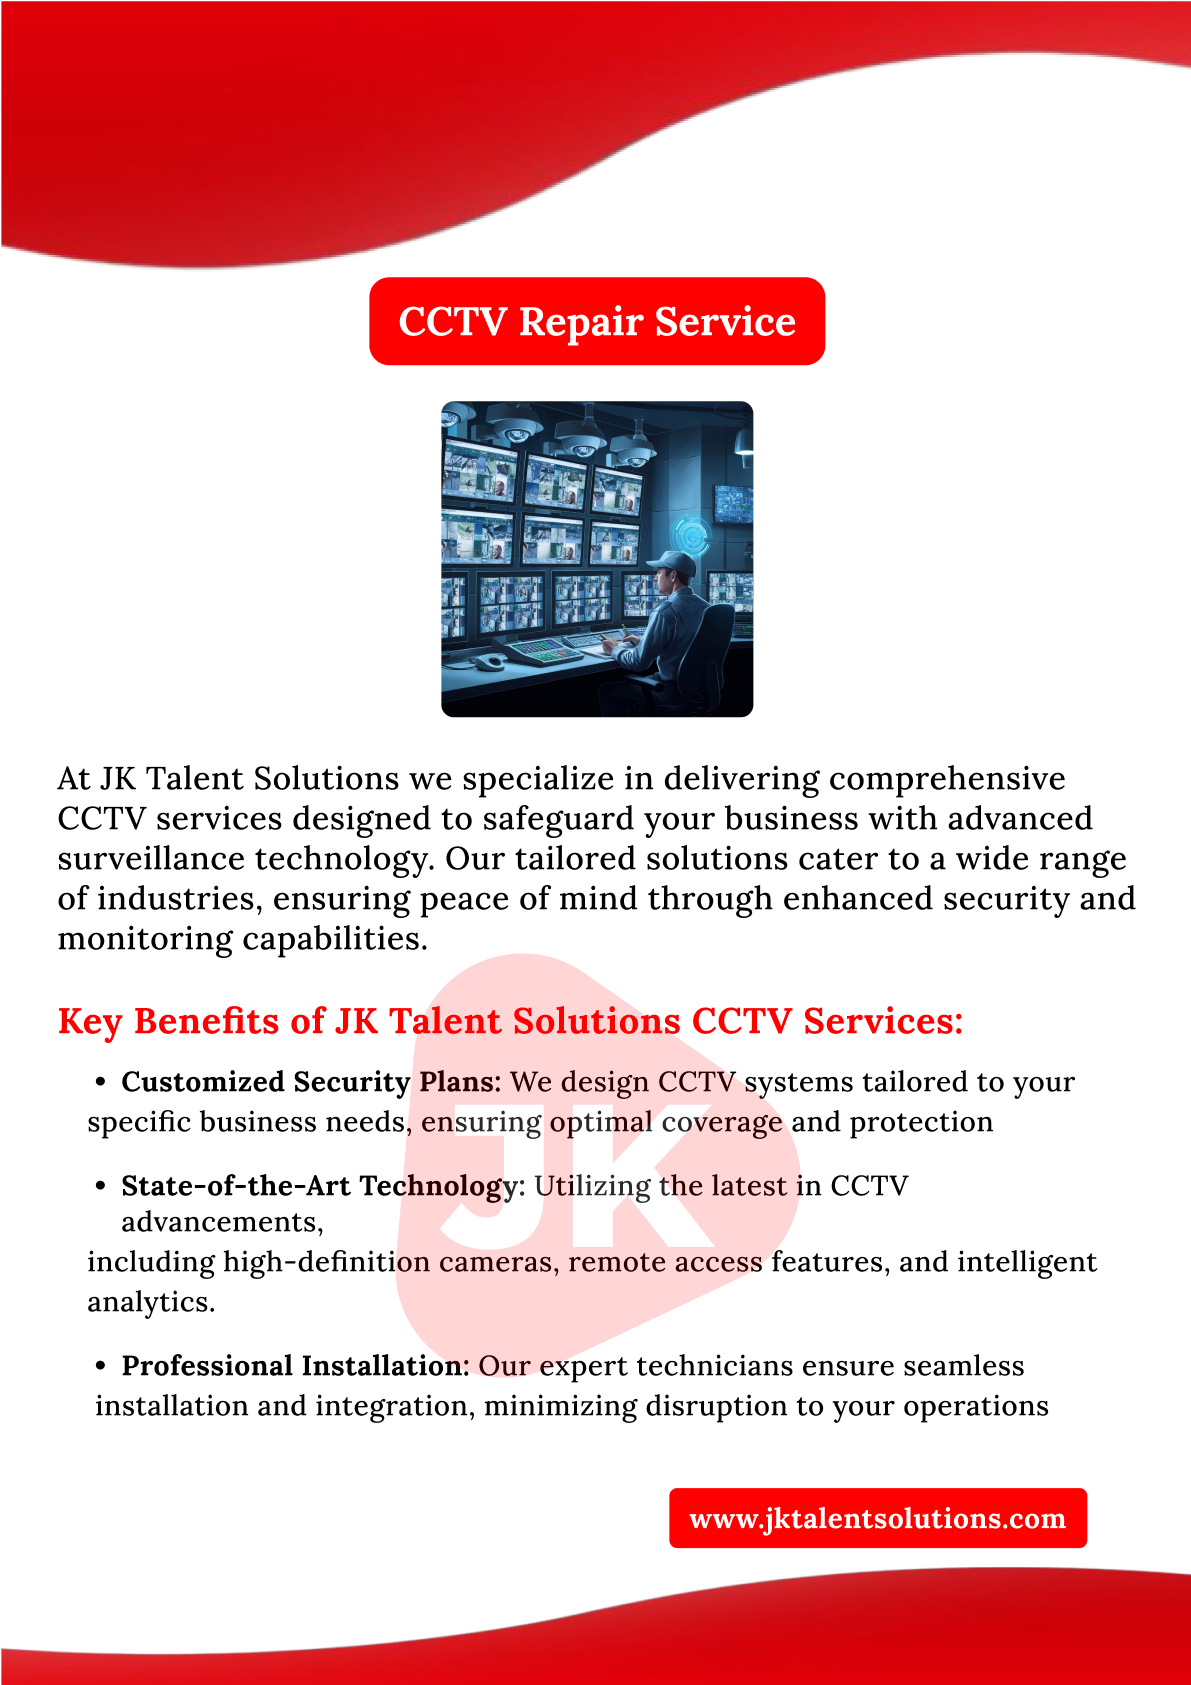 CCTV Repair Service
At JK Talent Solutions we specialize in delivering comprehensive
CCTV services designed to safeguard your business with advanced
surveillance technology. Our tailored solutions cater to a wide range
of industries, ensuring peace of mind through enhanced security and
monitoring capabilities.
Key Benefits of JK Talent Solutions CCTV Services:
• Customized Security Plans: We design CCTV systems tailored to your
specific business needs, ensuring optimal coverage and protection
JK
• State-of-the-Art Technology: Utilizing the latest in CCTV
advancements,
including high-definition cameras, remote access features, and intelligent
analytics.
• Professional Installation: Our expert technicians ensure seamless
installation and integration, minimizing disruption to your operations
www.jktalentsolutions.com